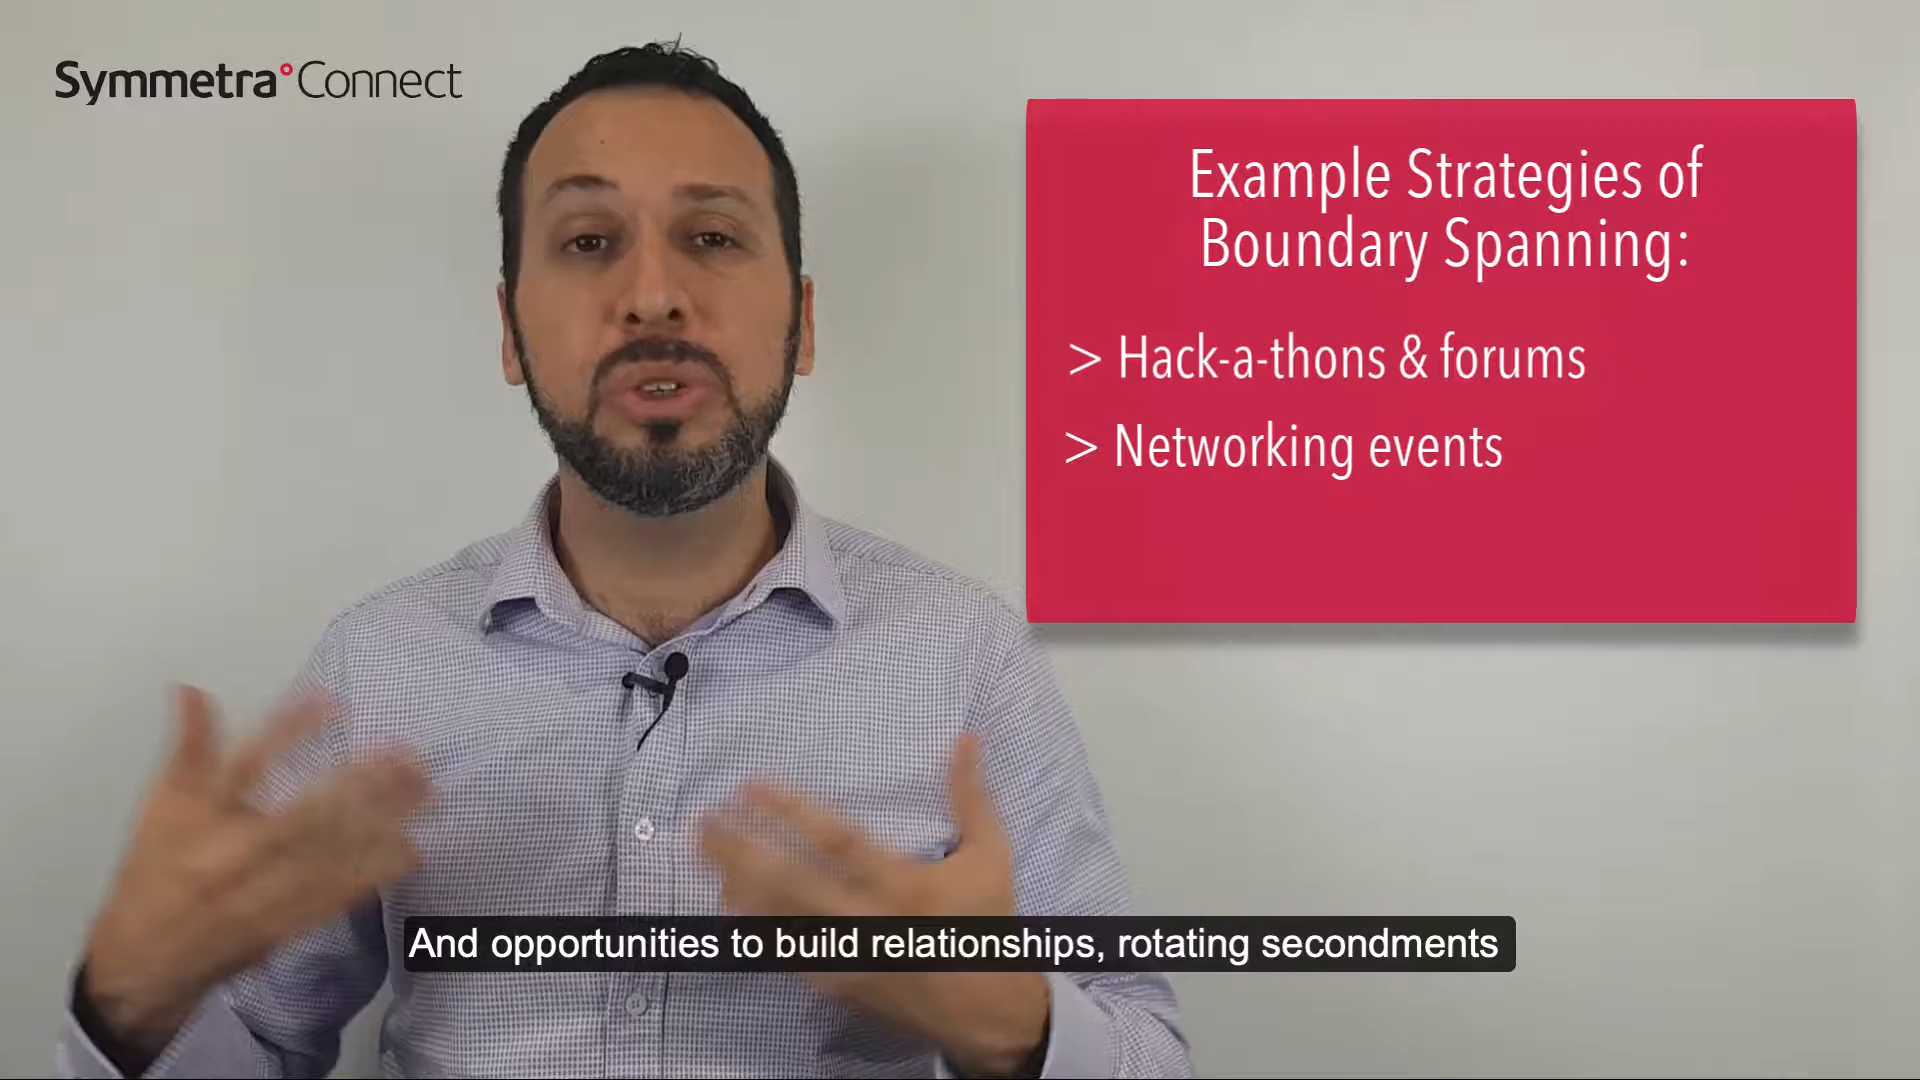 Symmetra°Connect
Example Strategies of
Boundary Spanning:
> Hack-a-thons & forums
> Networking events
And opportunities to build relationships, rotating secondments